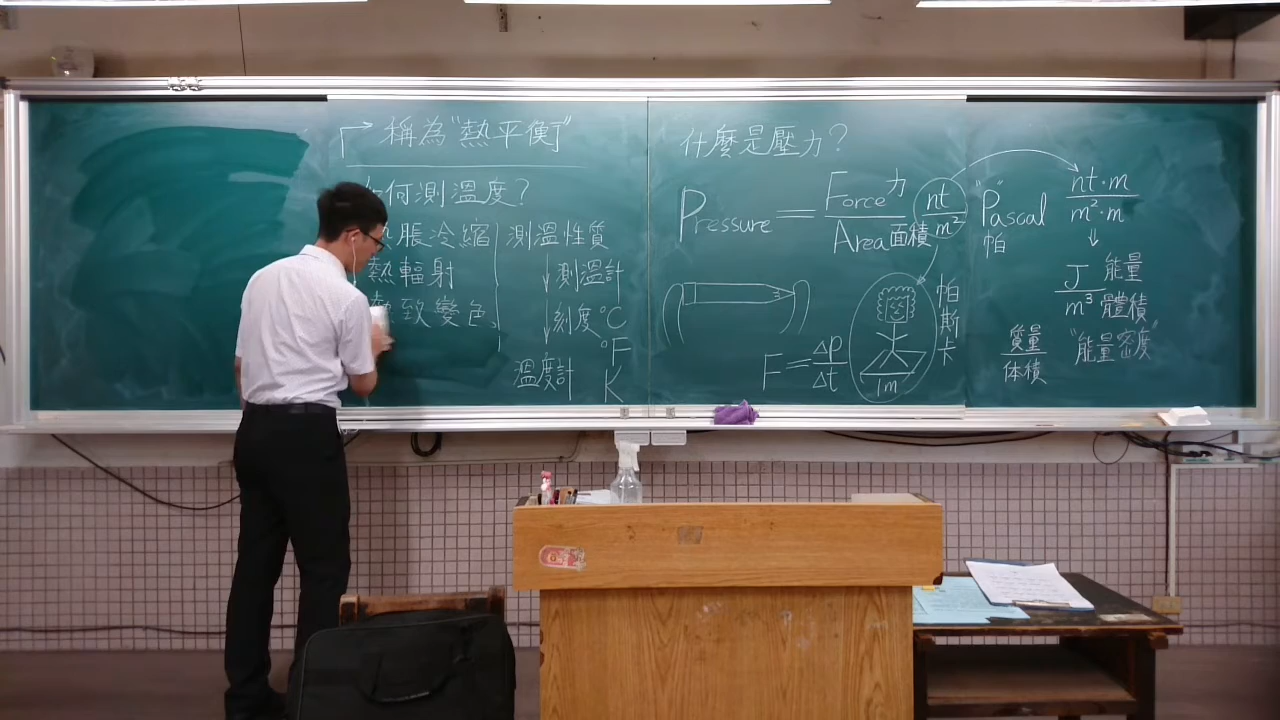 稱為"熱平衡"
何測溫度?
脹冷縮
熱輻射
熱致變色、
測溫性質
測溫計
刻度°C
°F
K
溫度計
什麼是壓力?
Pressure = Force力 / Area面積
nt / m²
"P"
Pascal
帕
nt·m / m²·m
J / m³
能量
體積
"能量密度"
質量
体積
帕斯卡
F = Δp / Δt
1m